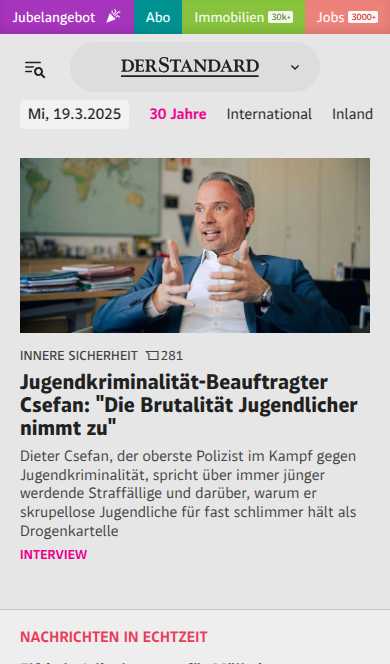 Jubelangebot Abo Immobilien 30k+ Jobs 3000+
DERSTANDARD
Mi, 19.3.2025 30 Jahre International Inland
INNERE SICHERHEIT 281
Jugendkriminalität-Beauftragter
Csefan: "Die Brutalität Jugendlicher
nimmt zu"
Dieter Csefan, der oberste Polizist im Kampf gegen
Jugendkriminalität, spricht über immer jünger
werdende Straffällige und darüber, warum er
skrupellose Jugendliche für fast schlimmer hält als
Drogenkartelle
INTERVIEW
NACHRICHTEN IN ECHTZEIT